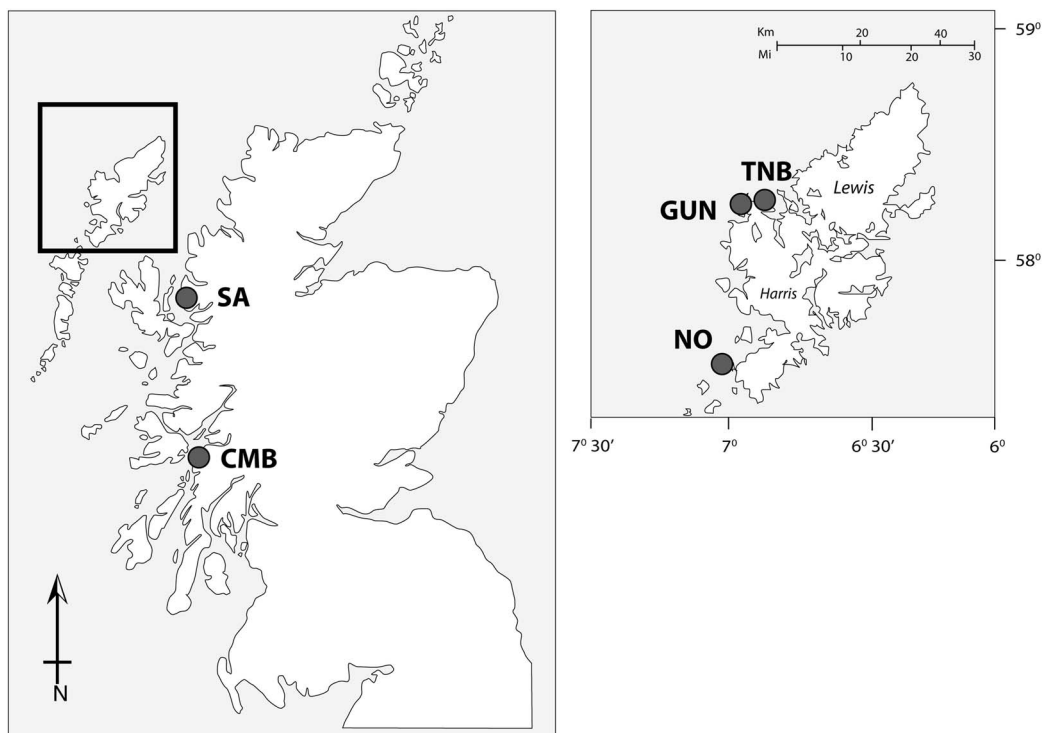 SA
CMB
N
Km 20 40
Mi 10 20 30
59⁰
TNB
GUN
Lewis
58⁰
Harris
NO
7⁰ 30' 7⁰ 6⁰ 30' 6⁰